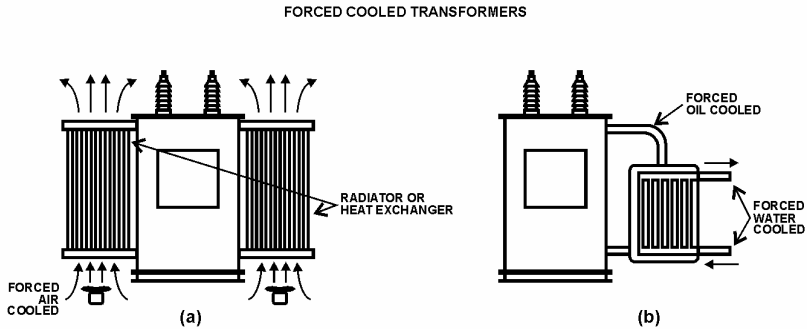 FORCED COOLED TRANSFORMERS
RADIATOR OR
HEAT EXCHANGER
FORCED
AIR
COOLED
(a)
FORCED
OIL COOLED
FORCED
WATER
COOLED
(b)